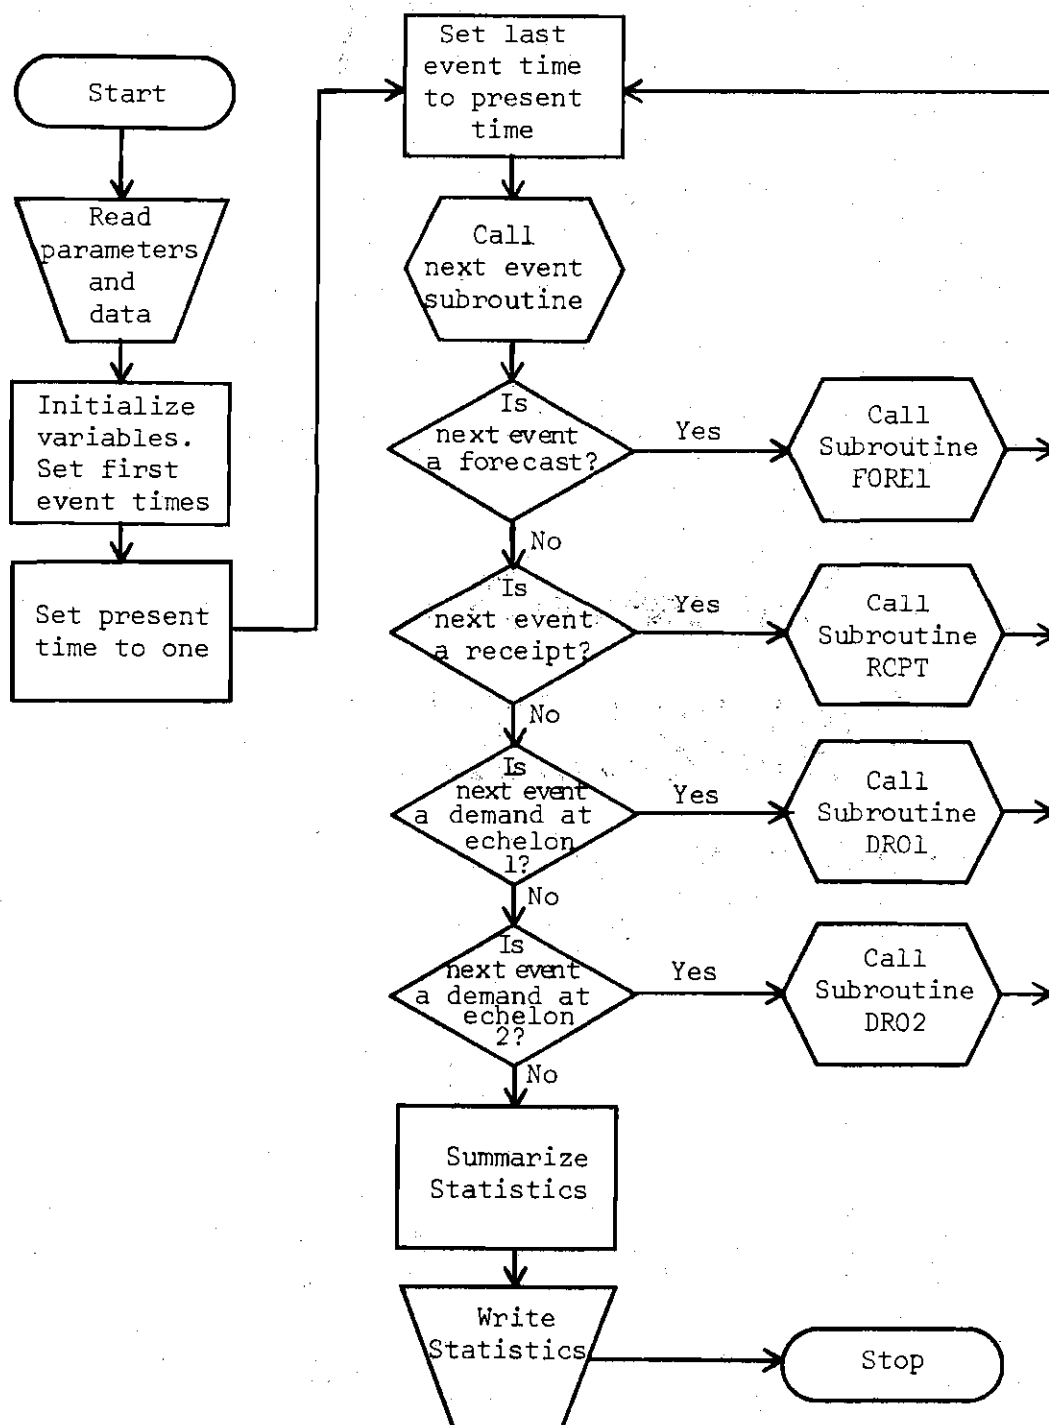 Start
Read
parameters
and
data
Initialize
variables.
Set first
event times
Set present
time to one
Set last
event time
to present
time
Call
next event
subroutine
Is
next event
a forecast?
Yes
Call
Subroutine
FORE1
No
Is
next event
a receipt?
Yes
Call
Subroutine
RCPT
No
Is
next event
a demand at
echelon
1?
Yes
Call
Subroutine
DRO1
No
Is
next event
a demand at
echelon
2?
Yes
Call
Subroutine
DRO2
No
Summarize
Statistics
Write
Statistics
Stop